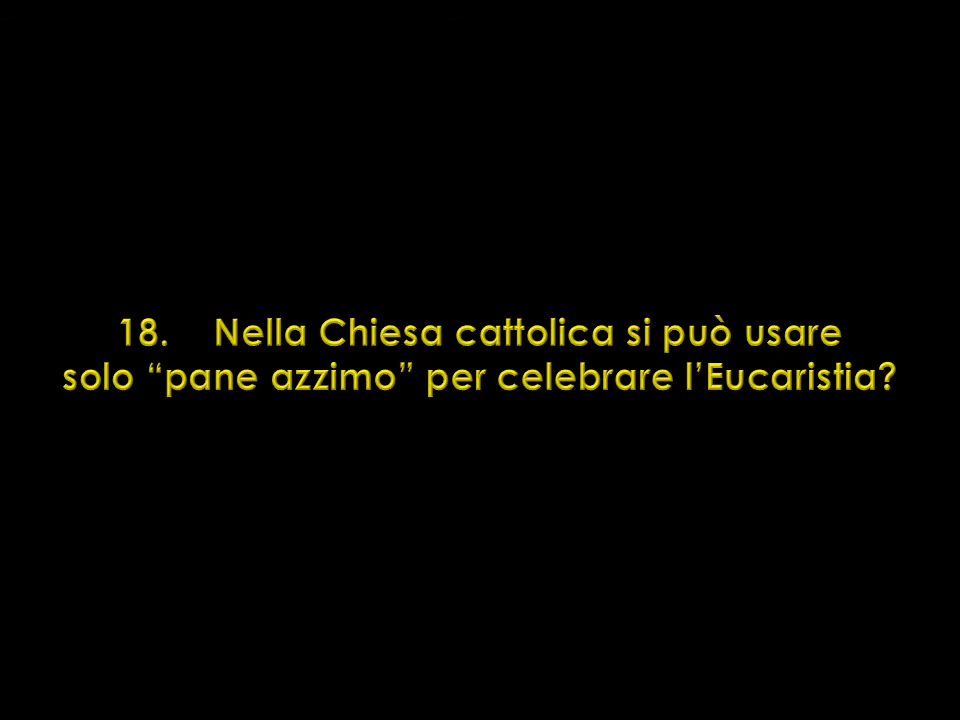 18. Nella Chiesa cattolica si può usare
solo “pane azzimo” per celebrare l’Eucaristia?